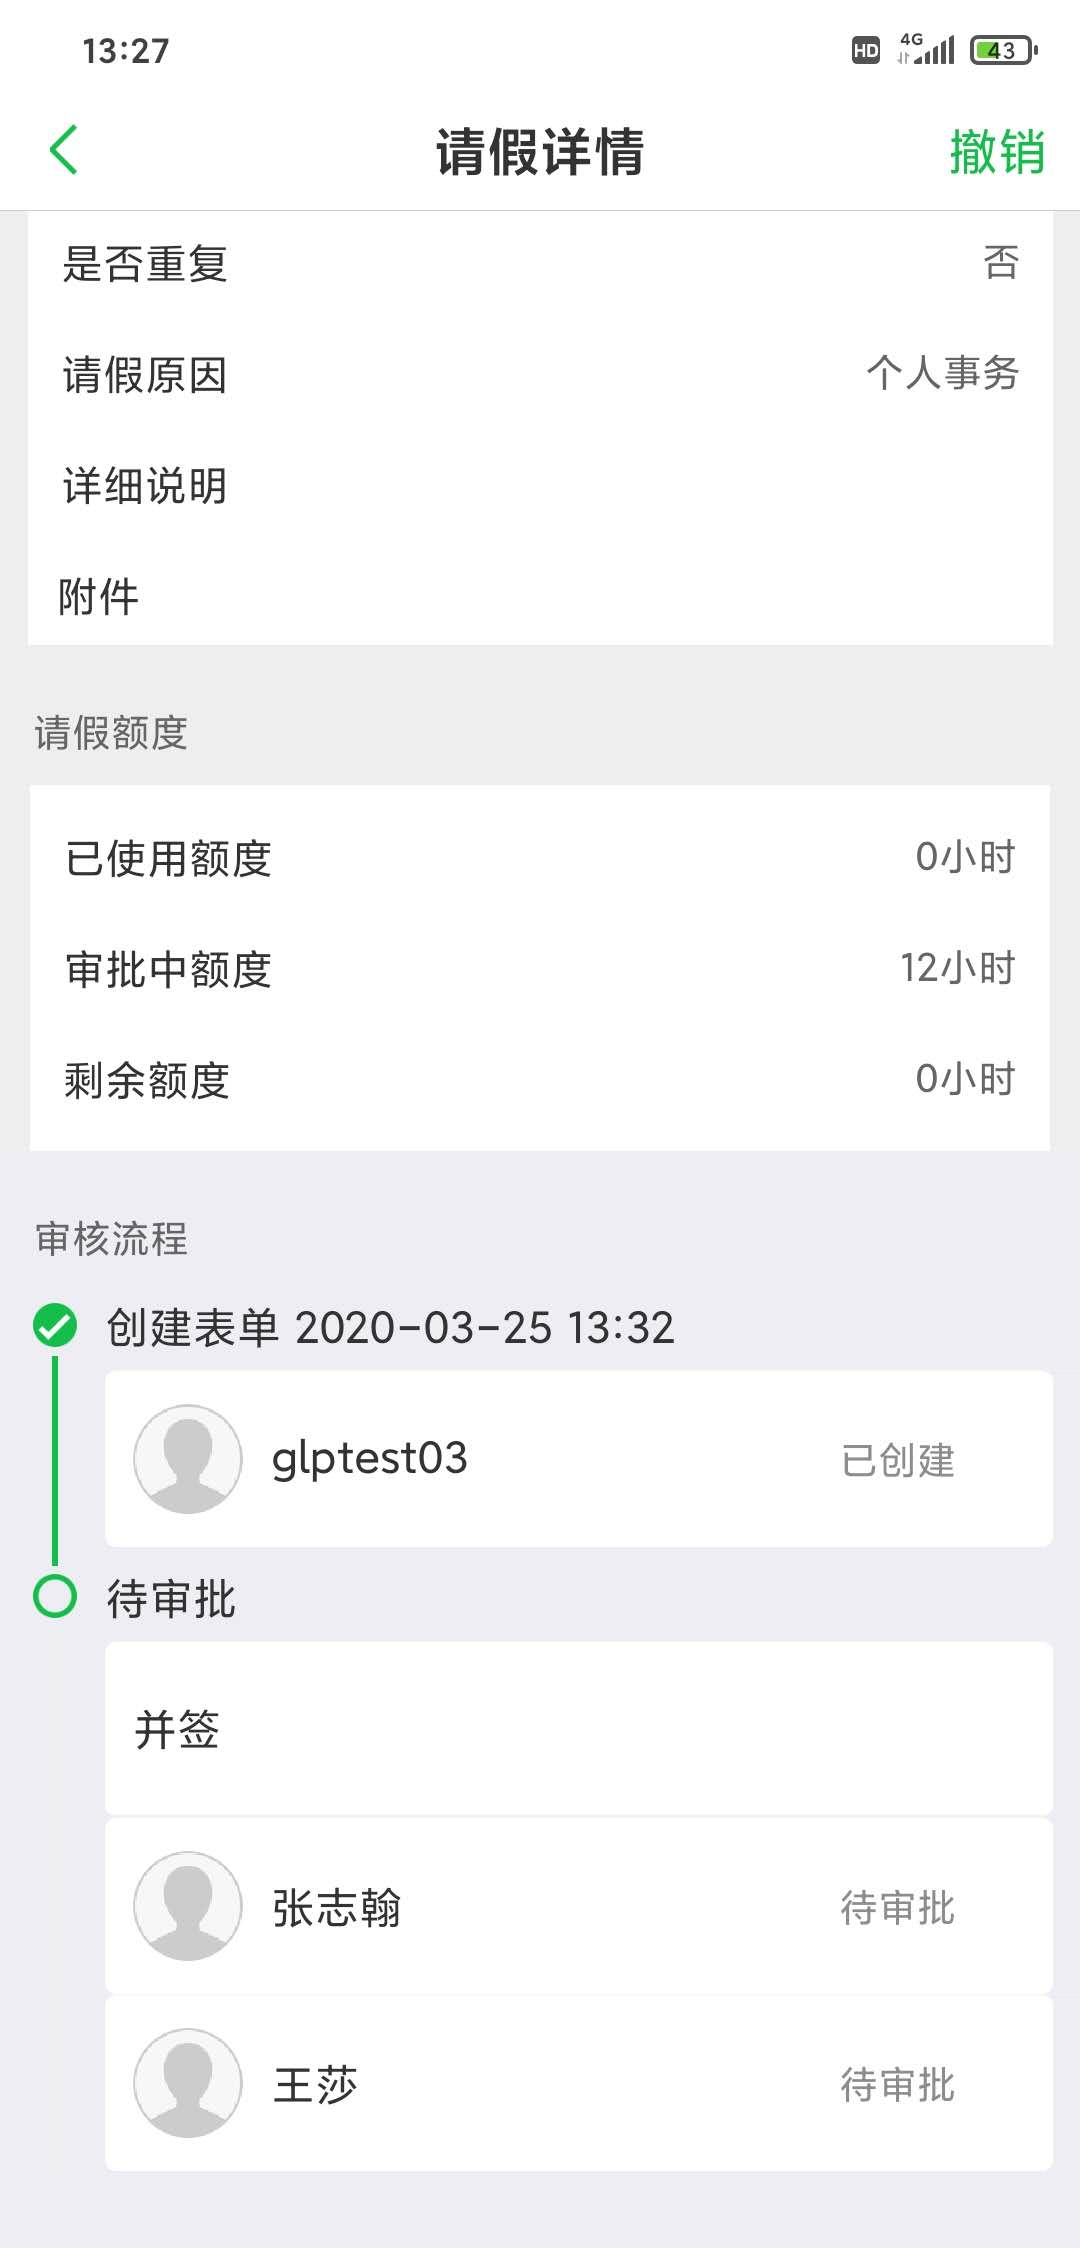 13:27
HD 4G 43
请假详情 撤销
是否重复 否
请假原因 个人事务
详细说明
附件
请假额度
已使用额度 0小时
审批中额度 12小时
剩余额度 0小时
审核流程
创建表单 2020-03-25 13:32
glptest03 已创建
待审批
并签
张志翰 待审批
王莎 待审批